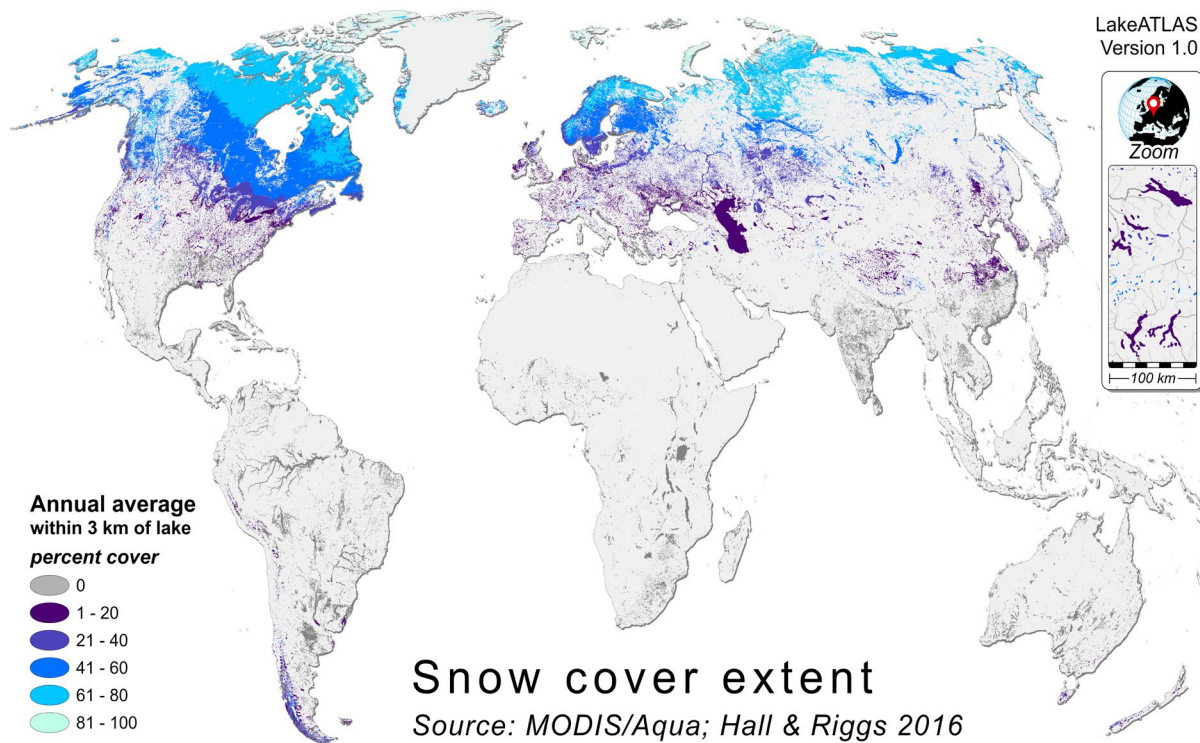 LakeATLAS
Version 1.0
Zoom
100 km
Annual average
within 3 km of lake
percent cover
0
1 - 20
21 - 40
41 - 60
61 - 80
81 - 100
Snow cover extent
Source: MODIS/Aqua; Hall & Riggs 2016